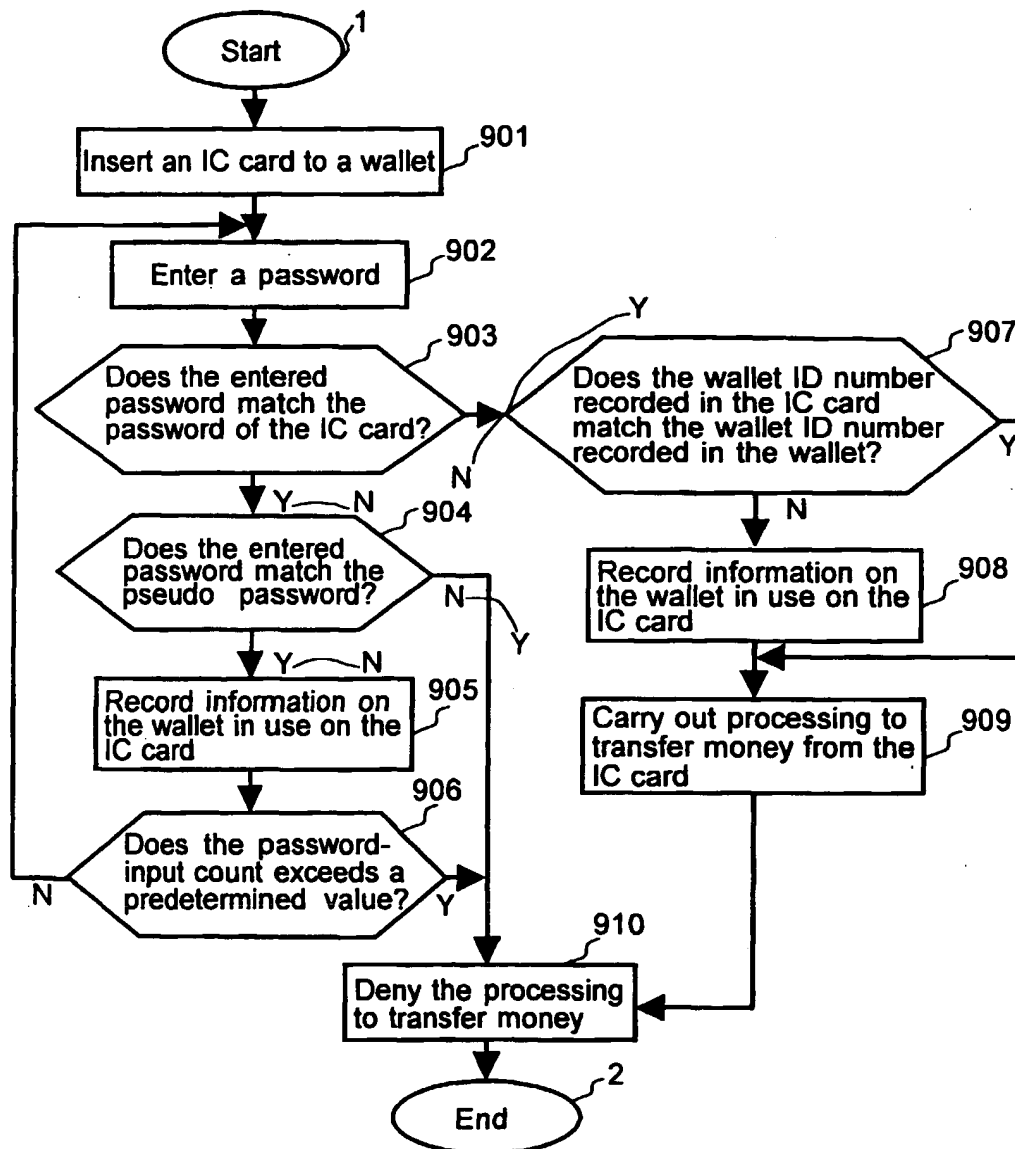 1
Start
901
Insert an IC card to a wallet
902
Enter a password
903
Does the entered
password match the
password of the IC card?
Y
N
907
Does the wallet ID number
recorded in the IC card
match the wallet ID number
recorded in the wallet?
Y
N
Y N
904
Does the entered
password match the
pseudo password?
N
Y
908
Record information on
the wallet in use on the
IC card
Y N
905
Record information on
the wallet in use on the
IC card
909
Carry out processing to
transfer money from the
IC card
906
Does the password-
input count exceeds a
predetermined value?
N
Y
910
Deny the processing
to transfer money
2
End